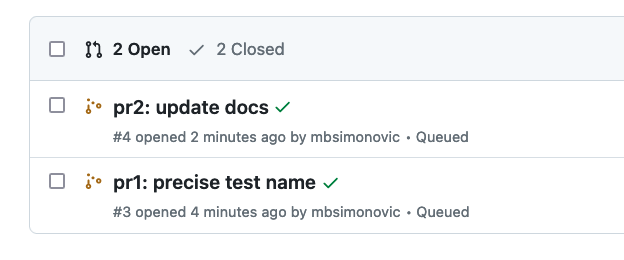 2 Open 2 Closed
pr2: update docs
#4 opened 2 minutes ago by mbsimonovic • Queued
pr1: precise test name
#3 opened 4 minutes ago by mbsimonovic • Queued